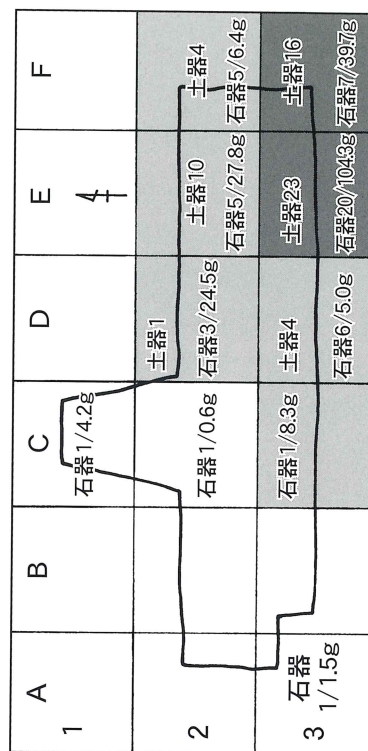 A B C D E F
1
石器1/4.2g
2
石器1/0.6g
土器1
石器3/24.5g
土器10
石器5/27.8g
土器4
石器5/6.4g
3
石器
1/1.5g
石器1/8.3g
土器4
石器6/5.0g
土器23
石器20/104.3g
土器16
石器7/39.7g